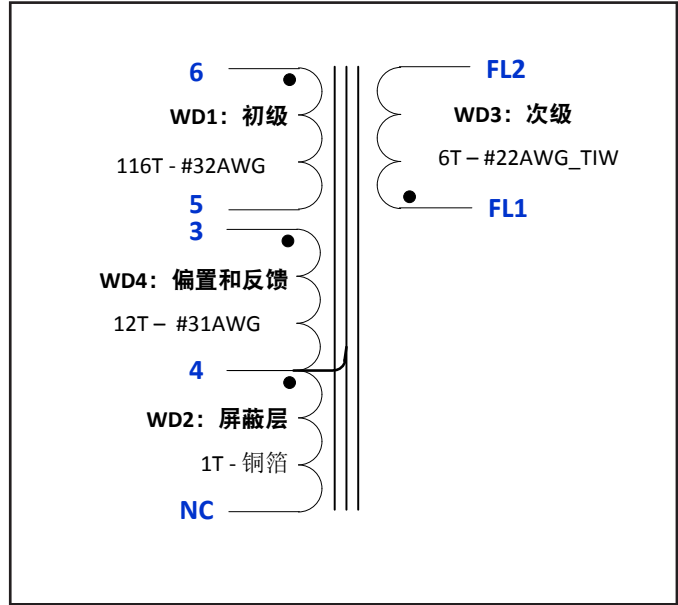 6
WD1：初级
116T - #32AWG
5
3
WD4：偏置和反馈
12T – #31AWG
4
WD2：屏蔽层
1T - 铜箔
NC
FL2
WD3：次级
6T – #22AWG_TIW
FL1